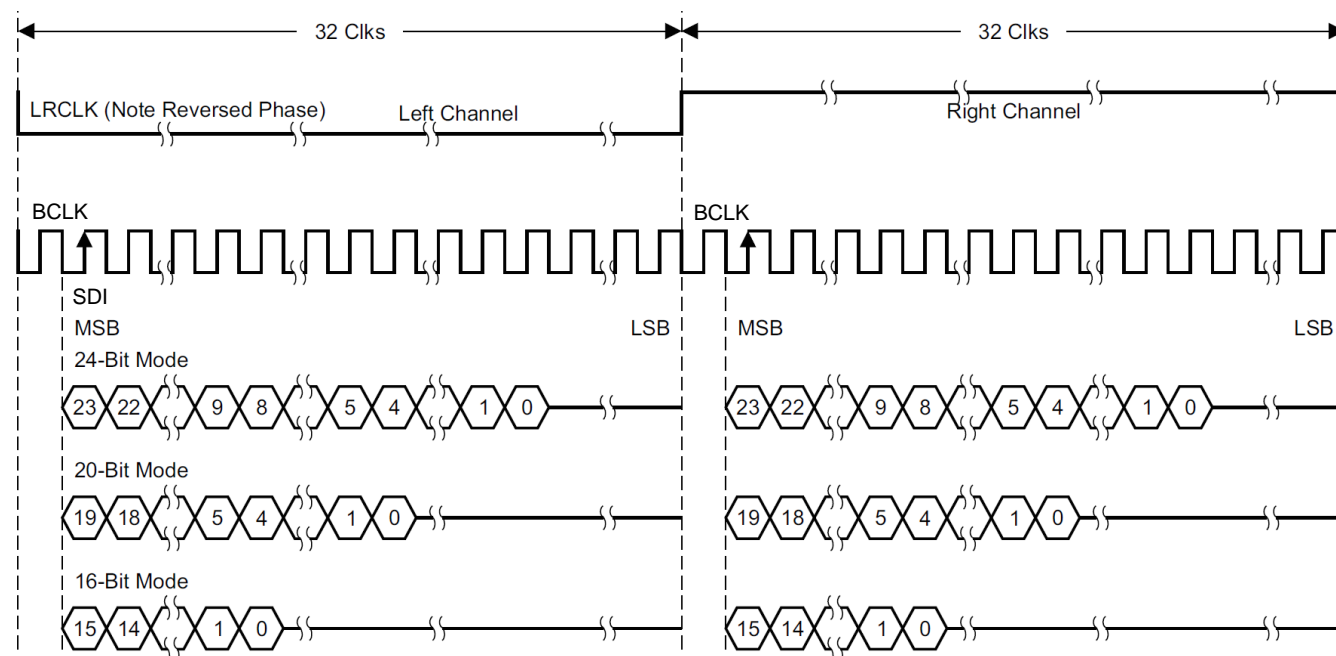 32 Clks 32 Clks
LRCLK (Note Reversed Phase) Left Channel Right Channel
BCLK BCLK
SDI
MSB LSB MSB LSB
24-Bit Mode
23 22 9 8 5 4 1 0 23 22 9 8 5 4 1 0
20-Bit Mode
19 18 5 4 1 0 19 18 5 4 1 0
16-Bit Mode
15 14 1 0 15 14 1 0